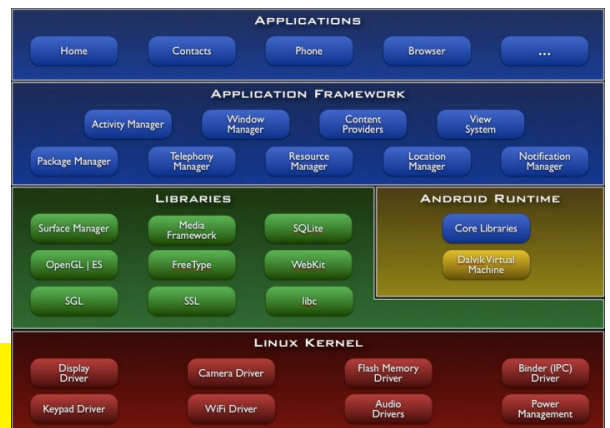 APPLICATIONS
Home
Contacts
Phone
Browser
...
APPLICATION FRAMEWORK
Activity Manager
Window
Manager
Content
Providers
View
System
Package Manager
Telephony
Manager
Resource
Manager
Location
Manager
Notification
Manager
LIBRARIES
Surface Manager
Media
Framework
SQLite
OpenGL | ES
FreeType
WebKit
SGL
SSL
libc
ANDROID RUNTIME
Core Libraries
Dalvik Virtual
Machine
LINUX KERNEL
Display
Driver
Camera Driver
Flash Memory
Driver
Binder (IPC)
Driver
Keypad Driver
WiFi Driver
Audio
Drivers
Power
Management